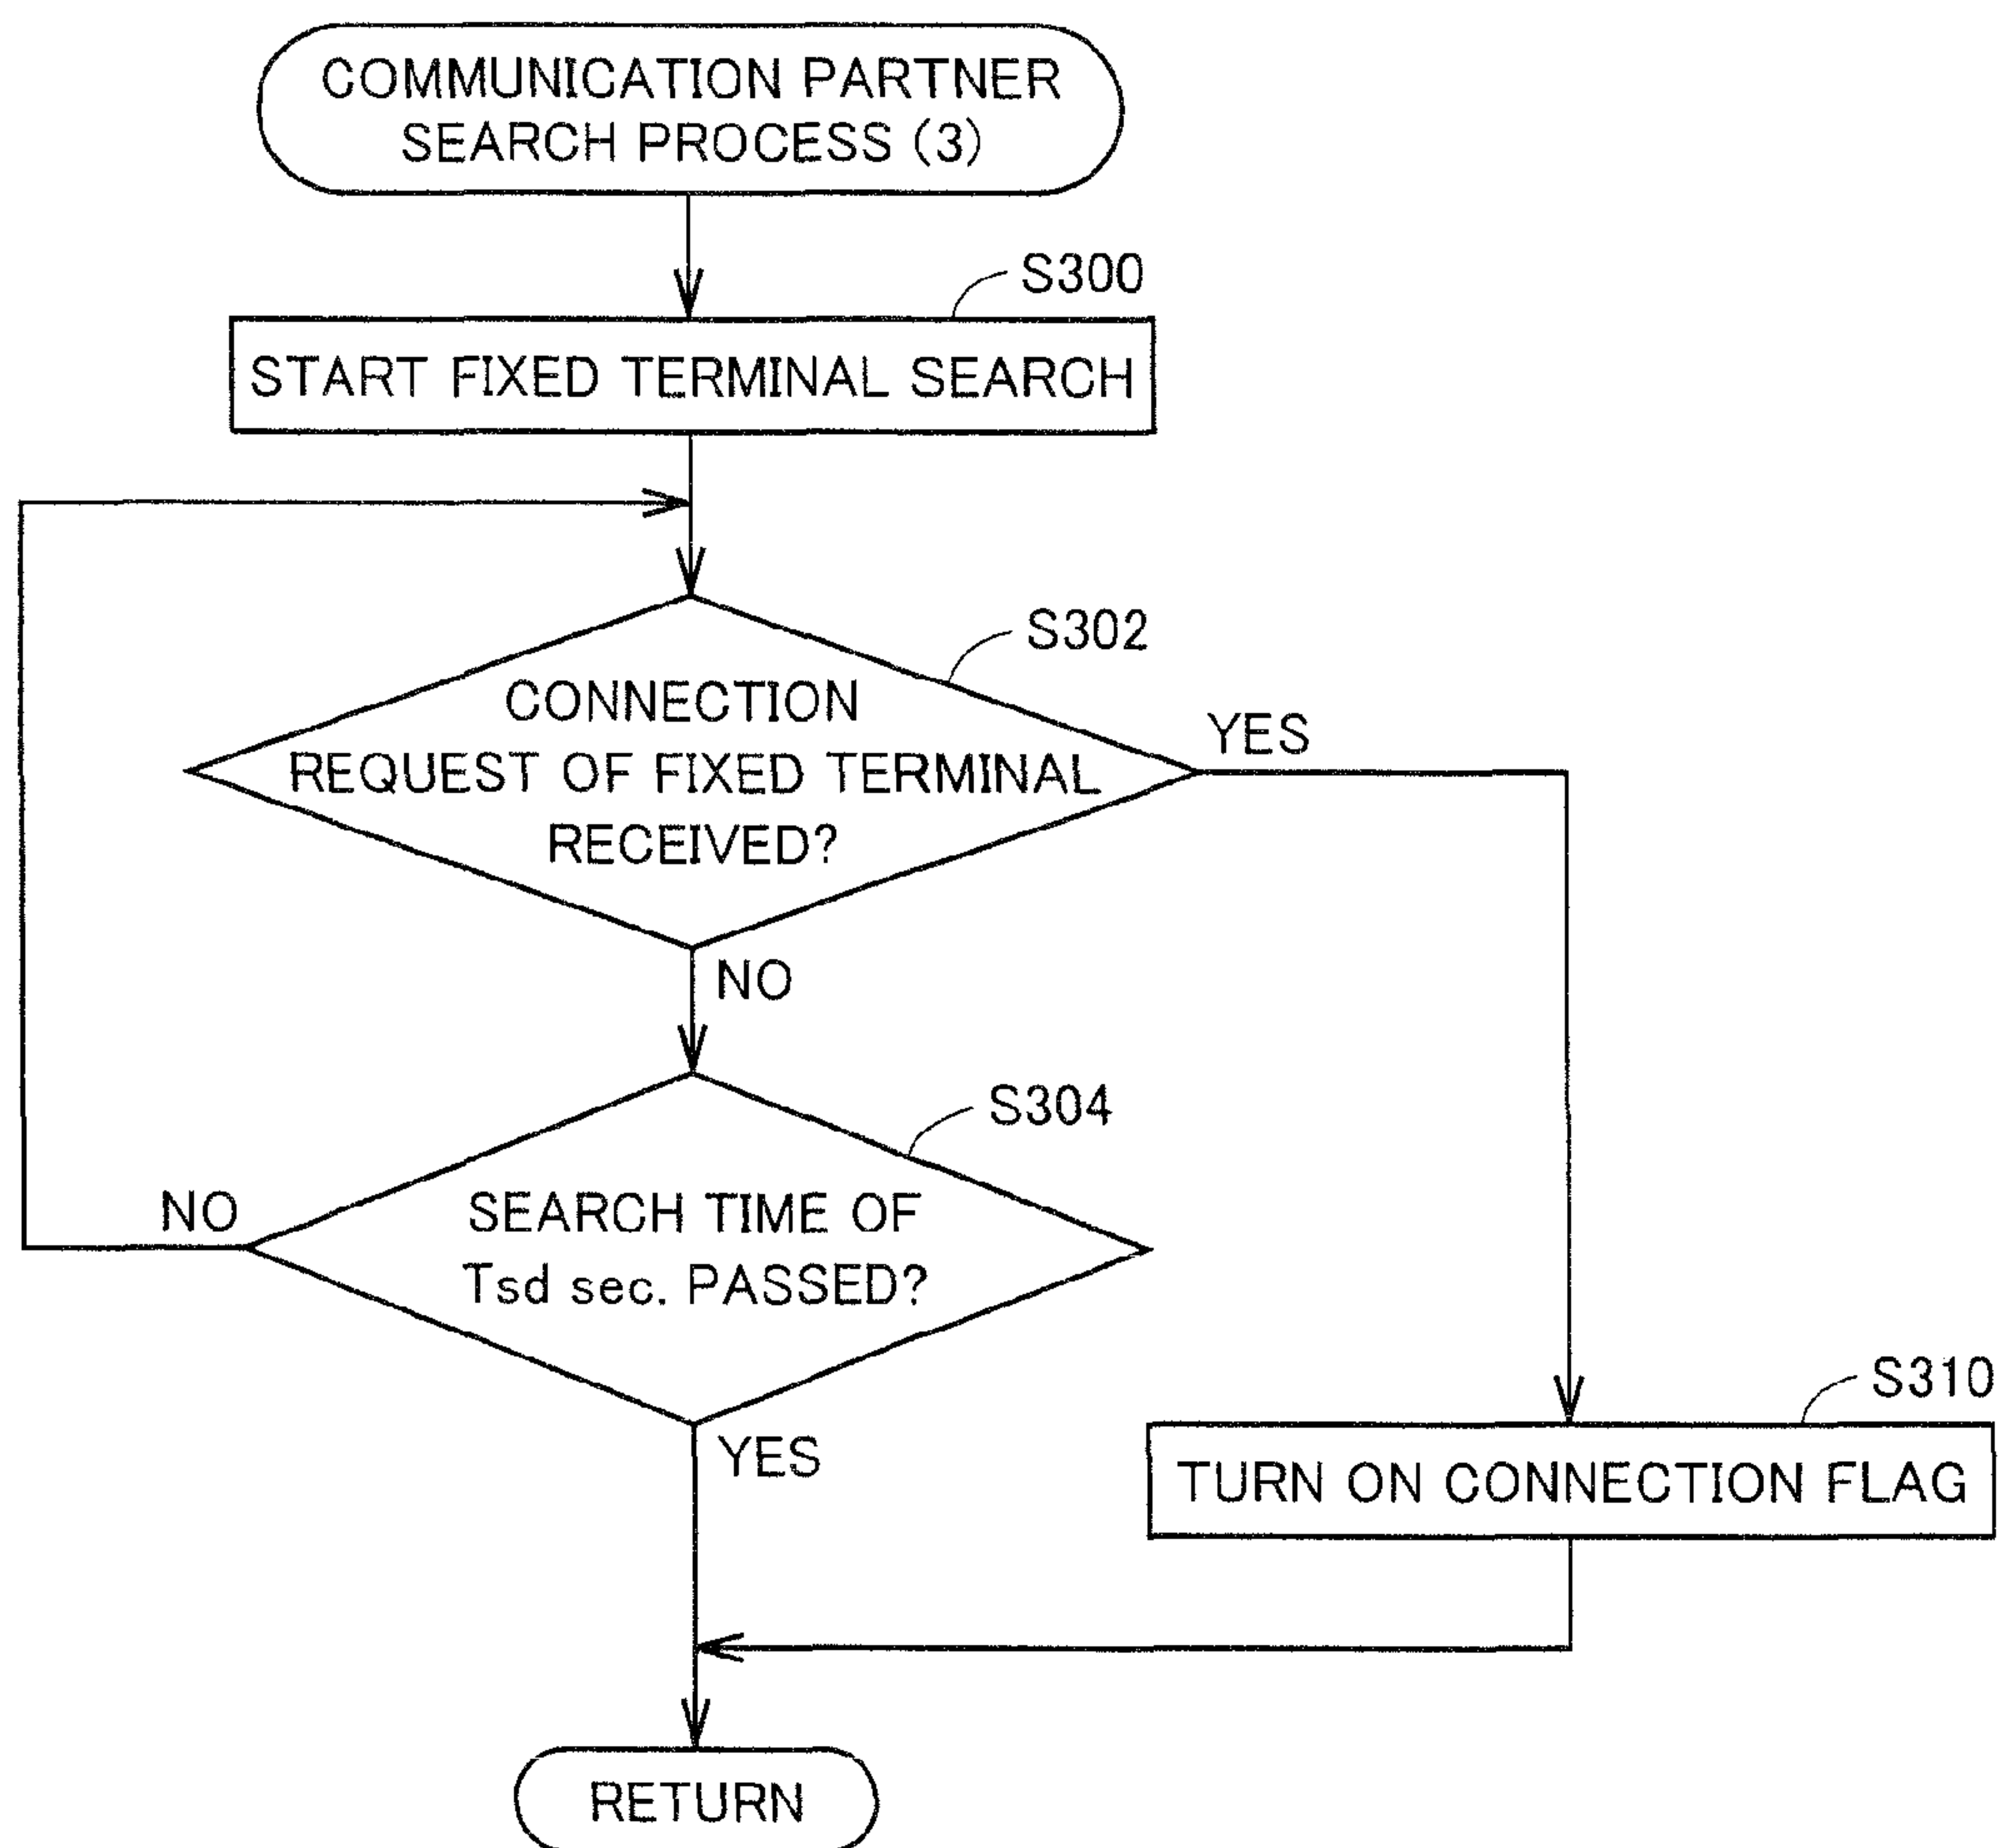 COMMUNICATION PARTNER
SEARCH PROCESS (3)
S300
START FIXED TERMINAL SEARCH
S302
CONNECTION
REQUEST OF FIXED TERMINAL
RECEIVED?
YES
NO
S304
SEARCH TIME OF
Tsd sec. PASSED?
NO
YES
S310
TURN ON CONNECTION FLAG
RETURN